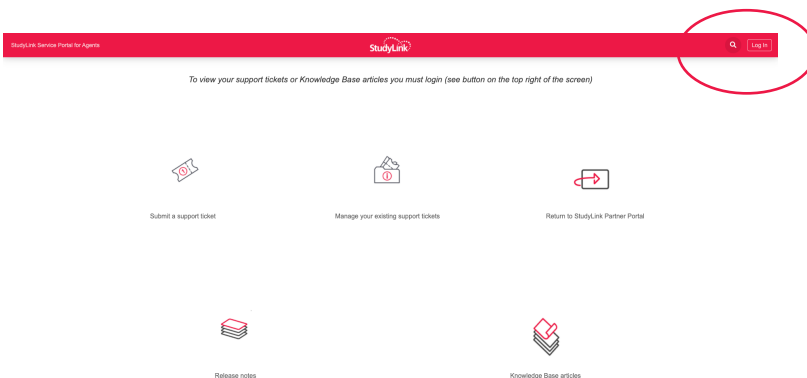 StudyLink Service Portal for Agents
StudyLink
Log in
To view your support tickets or Knowledge Base articles you must login (see button on the top right of the screen)
Submit a support ticket
Manage your existing support tickets
Return to StudyLink Partner Portal
Release notes
Knowledge Base articles